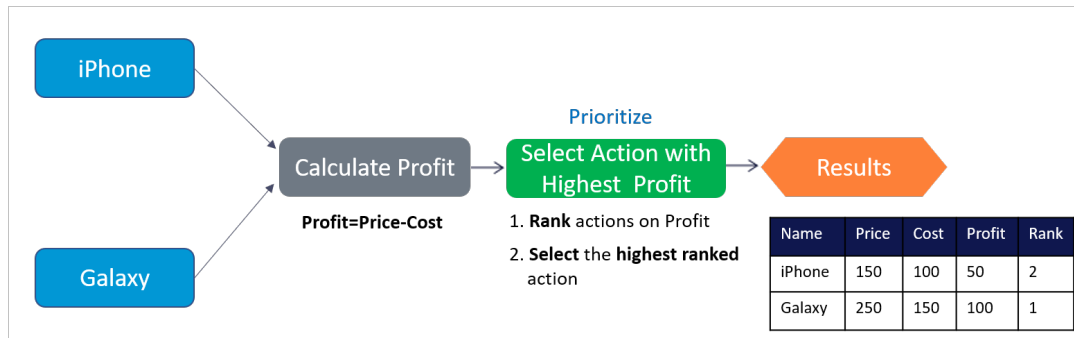 iPhone
Galaxy
Calculate Profit
Profit=Price-Cost
Prioritize
Select Action with
Highest Profit
1. Rank actions on Profit
2. Select the highest ranked
action
Results
Name Price Cost Profit Rank
iPhone 150 100 50 2
Galaxy 250 150 100 1